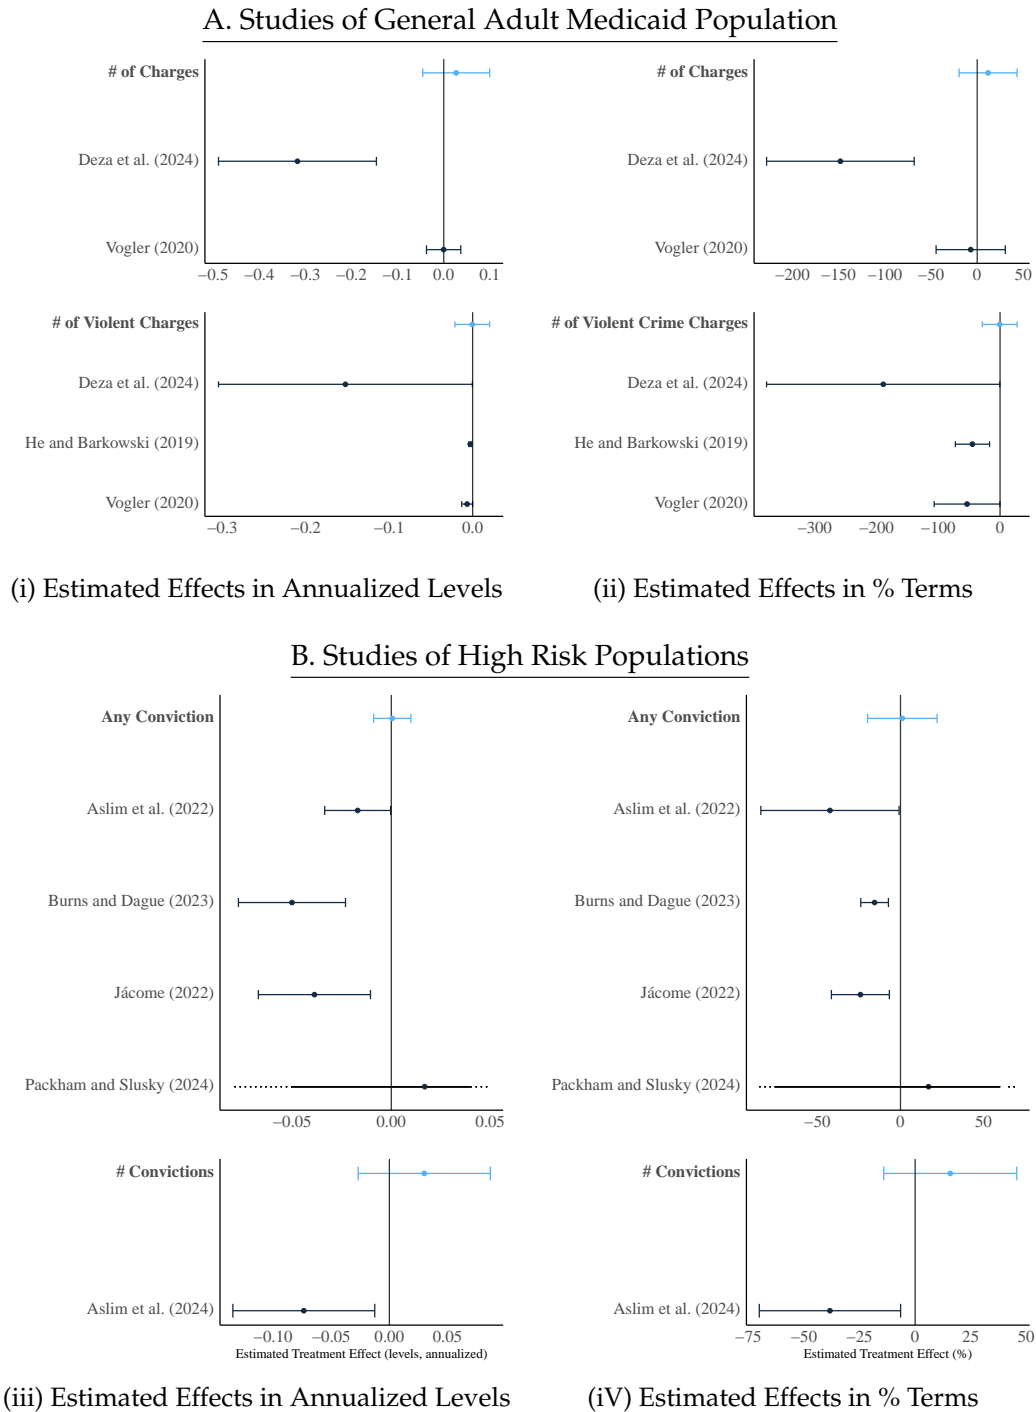 A. Studies of General Adult Medicaid Population
# of Charges
Deza et al. (2024)
Vogler (2020)
−0.5 −0.4 −0.3 −0.2 −0.1 0.0 0.1
# of Charges
Deza et al. (2024)
Vogler (2020)
−200 −150 −100 −50 0 50
# of Violent Charges
Deza et al. (2024)
He and Barkowski (2019)
Vogler (2020)
−0.3 −0.2 −0.1 0.0
# of Violent Crime Charges
Deza et al. (2024)
He and Barkowski (2019)
Vogler (2020)
−300 −200 −100 0
(i) Estimated Effects in Annualized Levels
(ii) Estimated Effects in % Terms
B. Studies of High Risk Populations
Any Conviction
Aslim et al. (2022)
Burns and Dague (2023)
Jácome (2022)
Packham and Slusky (2024)
−0.05 0.00 0.05
Any Conviction
Aslim et al. (2022)
Burns and Dague (2023)
Jácome (2022)
Packham and Slusky (2024)
−50 0 50
# Convictions
Aslim et al. (2024)
−0.10 −0.05 0.00 0.05
Estimated Treatment Effect (levels, annualized)
# Convictions
Aslim et al. (2024)
−75 −50 −25 0 25 50
Estimated Treatment Effect (%)
(iii) Estimated Effects in Annualized Levels
(iV) Estimated Effects in % Terms